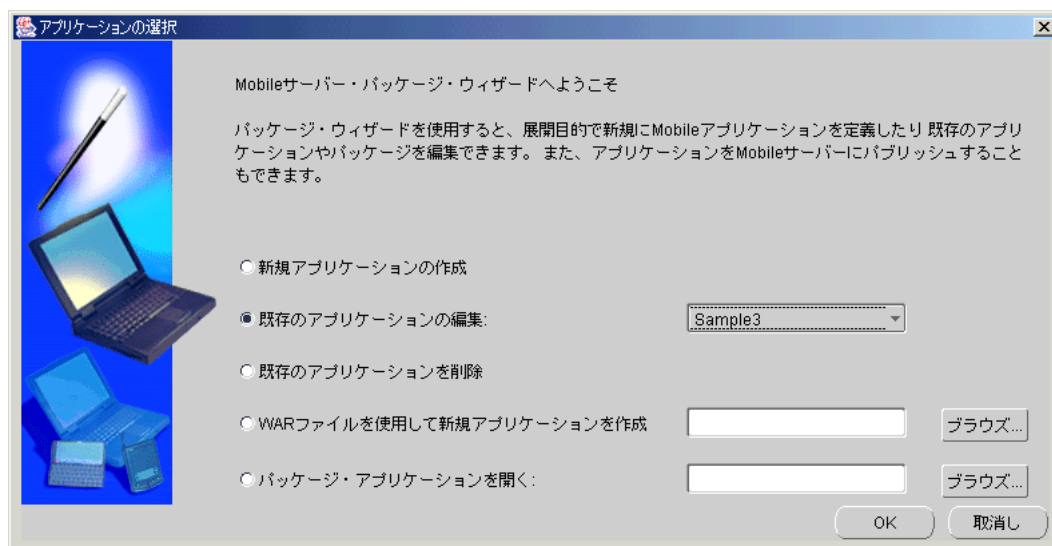 アプリケーションの選択
Mobileサーバー・パッケージ・ウィザードへようこそ
パッケージ・ウィザードを使用すると、展開目的で新規にMobileアプリケーションを定義したり 既存のアプリ
ケーションやパッケージを編集できます。 また、アプリケーションをMobileサーバーにパブリッシュすること
もできます。
新規アプリケーションの作成
既存のアプリケーションの編集: Sample3
既存のアプリケーションを削除
WARファイルを使用して新規アプリケーションを作成 ブラウズ...
パッケージ・アプリケーションを開く: ブラウズ...
OK 取消し